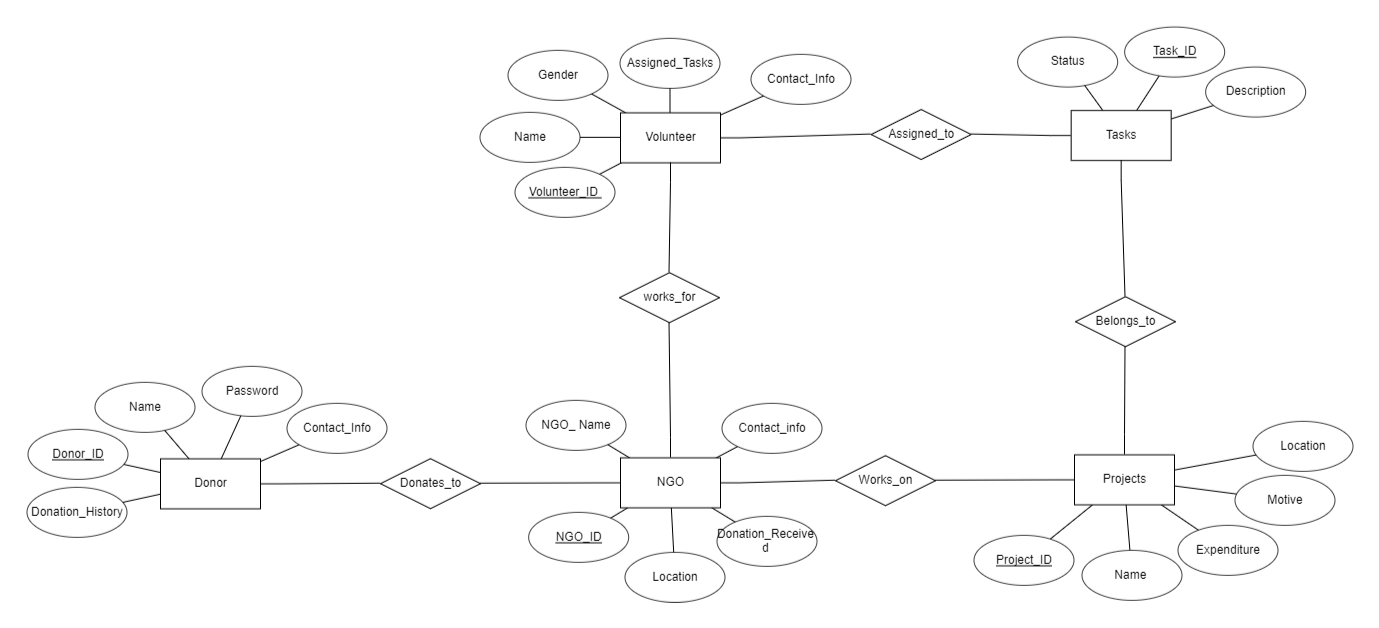 Task_ID
Status
Assigned_Tasks
Gender
Contact_Info
Description
Name
Volunteer
Assigned_to
Tasks
Volunteer_ID
works_for
Belongs_to
Password
Name
Contact_Info
NGO_ Name
Contact_info
Location
Donor_ID
Donor
Donates_to
NGO
Works_on
Projects
Motive
Donation_History
NGO_ID
Donation_Receive
d
Expenditure
Project_ID
Location
Name